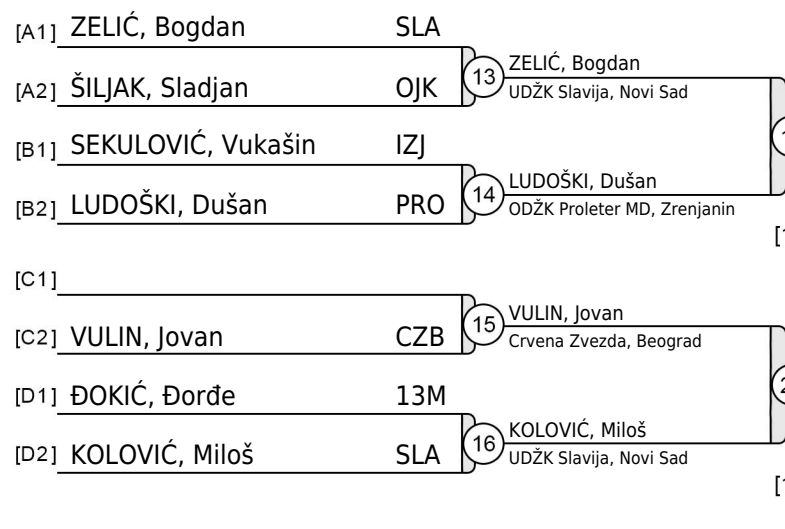 [A1] ZELIĆ, Bogdan SLA
[A2] ŠILJAK, Sladjan OJK
13
ZELIĆ, Bogdan
UDŽK Slavija, Novi Sad
[B1] SEKULOVIĆ, Vukašin IZJ
[B2] LUDOŠKI, Dušan PRO
14
LUDOŠKI, Dušan
ODŽK Proleter MD, Zrenjanin
[C1]
[C2] VULIN, Jovan CZB
15
VULIN, Jovan
Crvena Zvezda, Beograd
[D1] ĐOKIĆ, Đorđe 13M
[D2] KOLOVIĆ, Miloš SLA
16
KOLOVIĆ, Miloš
UDŽK Slavija, Novi Sad